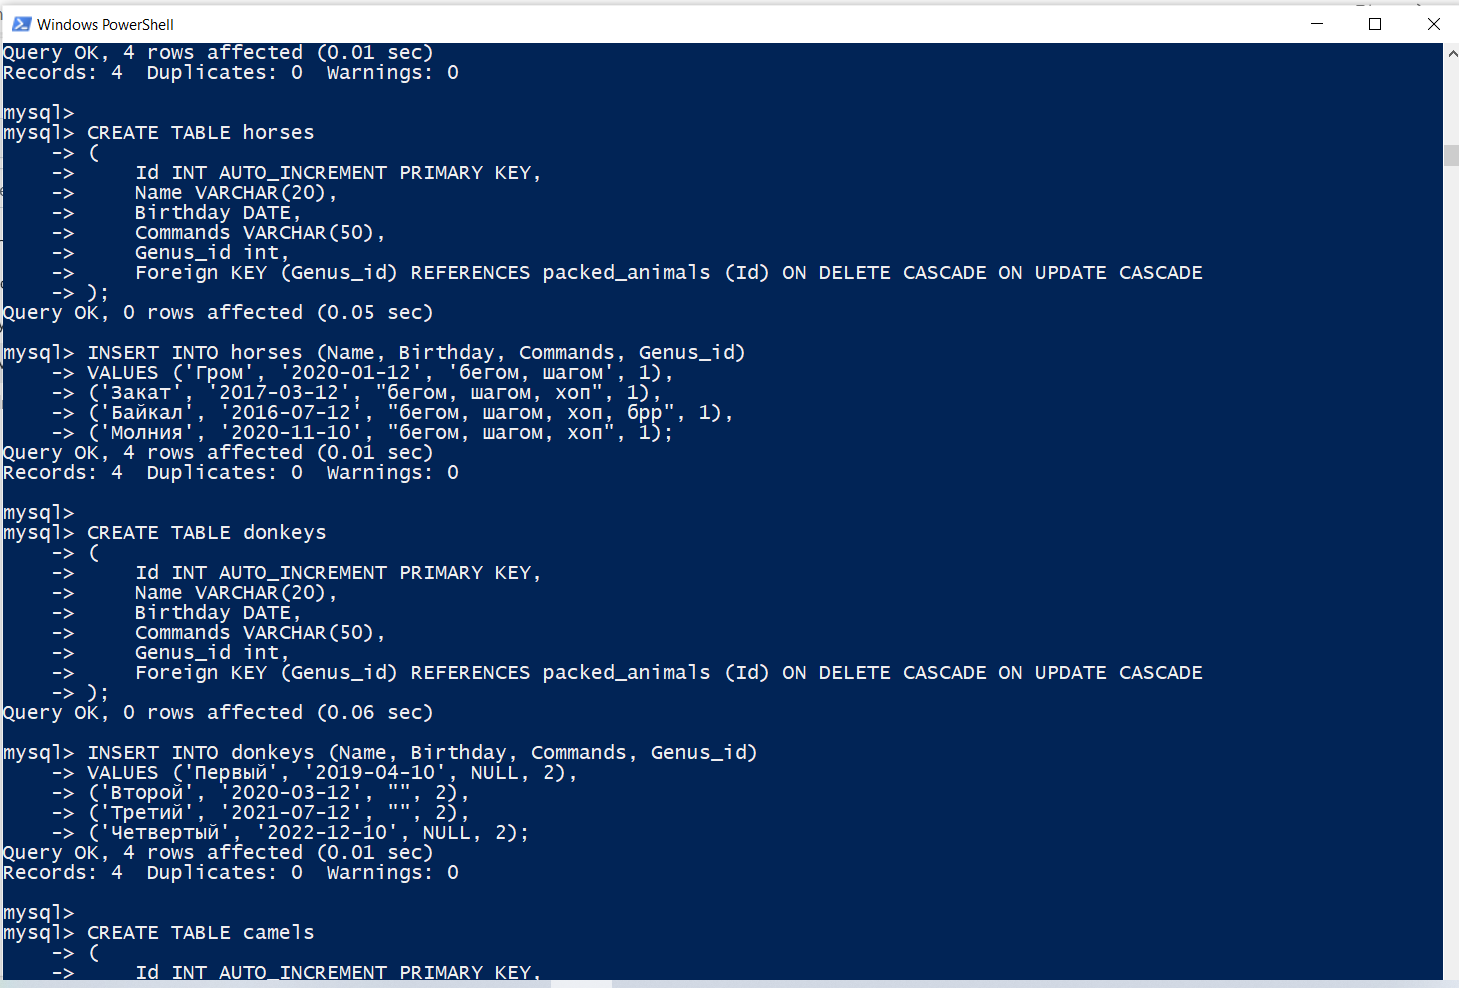 Windows PowerShell
Query OK, 4 rows affected (0.01 sec)
Records: 4  Duplicates: 0  Warnings: 0
mysql>
mysql> CREATE TABLE horses
    -> (
    ->     Id INT AUTO_INCREMENT PRIMARY KEY,
    ->     Name VARCHAR(20),
    ->     Birthday DATE,
    ->     Commands VARCHAR(50),
    ->     Genus_id int,
    ->     Foreign KEY (Genus_id) REFERENCES packed_animals (Id) ON DELETE CASCADE ON UPDATE CASCADE
    -> );
Query OK, 0 rows affected (0.05 sec)
mysql> INSERT INTO horses (Name, Birthday, Commands, Genus_id)
    -> VALUES ('Гром', '2020-01-12', 'бегом, шагом', 1),
    -> ('Закат', '2017-03-12', "бегом, шагом, хоп", 1),
    -> ('Байкал', '2016-07-12', "бегом, шагом, хоп, брр", 1),
    -> ('Молния', '2020-11-10', "бегом, шагом, хоп", 1);
Query OK, 4 rows affected (0.01 sec)
Records: 4  Duplicates: 0  Warnings: 0
mysql>
mysql> CREATE TABLE donkeys
    -> (
    ->     Id INT AUTO_INCREMENT PRIMARY KEY,
    ->     Name VARCHAR(20),
    ->     Birthday DATE,
    ->     Commands VARCHAR(50),
    ->     Genus_id int,
    ->     Foreign KEY (Genus_id) REFERENCES packed_animals (Id) ON DELETE CASCADE ON UPDATE CASCADE
    -> );
Query OK, 0 rows affected (0.06 sec)
mysql> INSERT INTO donkeys (Name, Birthday, Commands, Genus_id)
    -> VALUES ('Первый', '2019-04-10', NULL, 2),
    -> ('Второй', '2020-03-12', "", 2),
    -> ('Третий', '2021-07-12', "", 2),
    -> ('Четвертый', '2022-12-10', NULL, 2);
Query OK, 4 rows affected (0.01 sec)
Records: 4  Duplicates: 0  Warnings: 0
mysql>
mysql> CREATE TABLE camels
    -> (
    ->     Id INT AUTO_INCREMENT PRIMARY KEY,